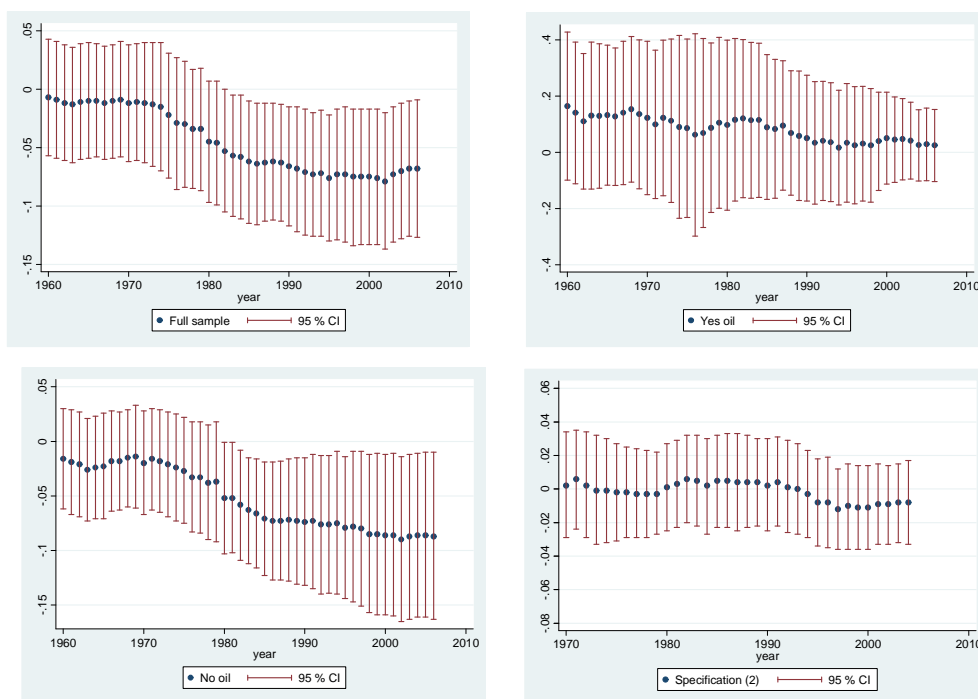 .05
0
-.05
-.1
-.15
1960 1970 1980 1990 2000 2010
year
Full sample 95 % CI
.4
.2
0
-.2
-.4
1960 1970 1980 1990 2000 2010
year
Yes oil 95 % CI
.05
0
-.05
-.1
-.15
1960 1970 1980 1990 2000 2010
year
No oil 95 % CI
.06
.04
.02
0
-.02
-.04
-.06
-.08
1970 1980 1990 2000 2010
year
Specification (2) 95 % CI